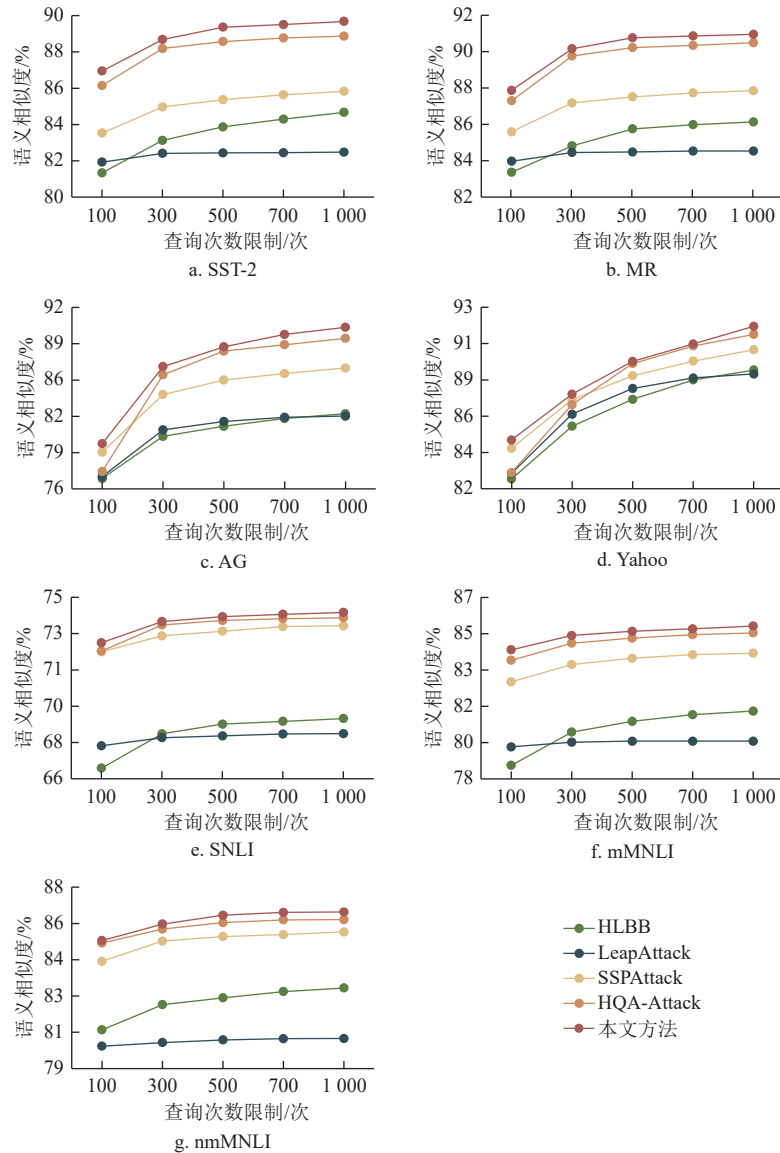 语义相似度/%
90
88
86
84
82
80
100 300 500 700 1 000
查询次数限制/次
a. SST-2
语义相似度/%
92
90
88
86
84
82
100 300 500 700 1 000
查询次数限制/次
b. MR
语义相似度/%
92
89
86
82
79
76
100 300 500 700 1 000
查询次数限制/次
c. AG
语义相似度/%
93
91
89
86
84
82
100 300 500 700 1 000
查询次数限制/次
d. Yahoo
语义相似度/%
75
73
71
69
68
66
100 300 500 700 1 000
查询次数限制/次
e. SNLI
语义相似度/%
87
85
83
82
80
78
100 300 500 700 1 000
查询次数限制/次
f. mMNLI
语义相似度/%
88
86
84
83
81
79
100 300 500 700 1 000
查询次数限制/次
g. nmMNLI
HLBB
LeapAttack
SSPAttack
HQA-Attack
本文方法